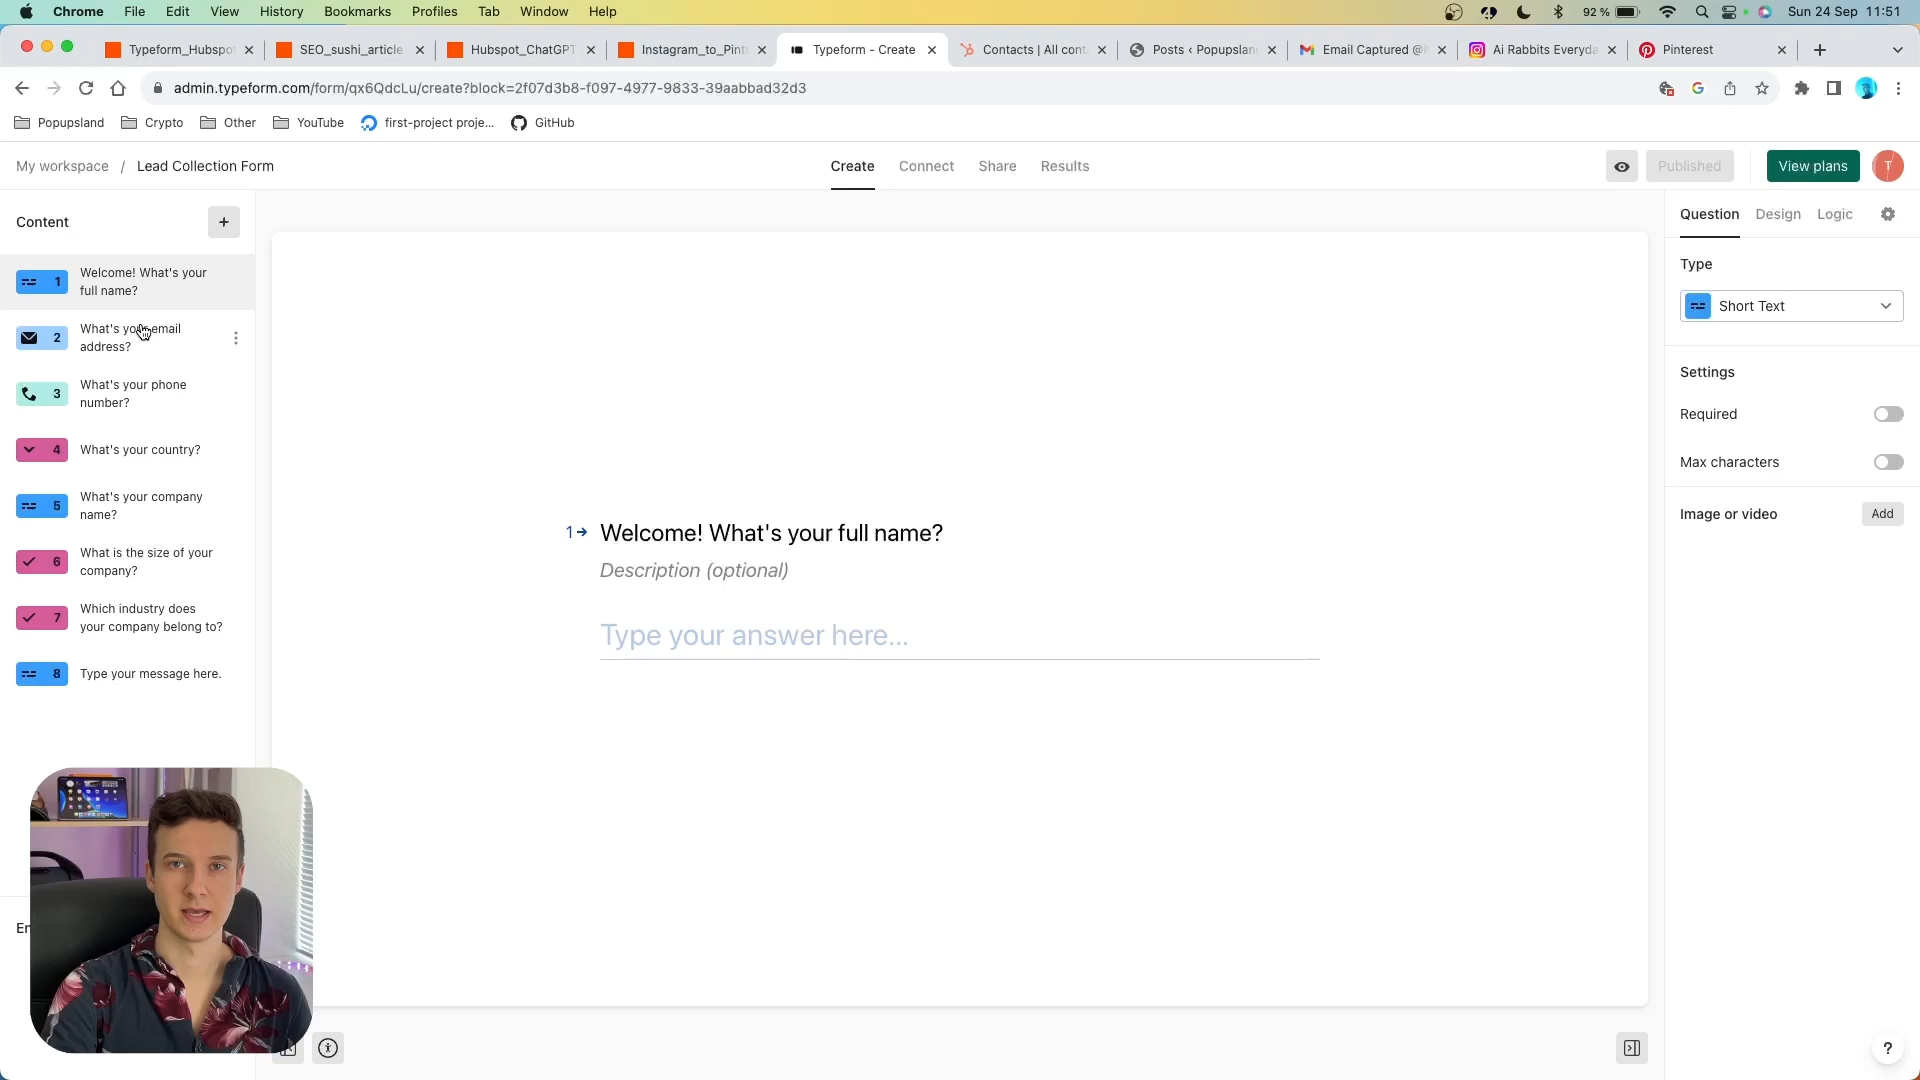 Chrome File Edit View History Bookmarks Profiles Tab Window Help 92 % Sun 24 Sep 11:51
Typeform_Hubspo SEO_sushi_article Hubspot_ChatGPT Instagram_to_Pint Typeform - Create Contacts | All cont Posts ‹ Popupslan Email Captured @i Ai Rabbits Everyda Pinterest
admin.typeform.com/form/qx6QdcLu/create?block=2f07d3b8-f097-4977-9833-39aabbad32d3
Popupsland Crypto Other YouTube first-project proje... GitHub
My workspace / Lead Collection Form Create Connect Share Results Published View plans T
Content +
1 Welcome! What's your
full name?
2 What's your email
address?
3 What's your phone
number?
4 What's your country?
5 What's your company
name?
6 What is the size of your
company?
7 Which industry does
your company belong to?
8 Type your message here.
En
1 Welcome! What's your full name?
Description (optional)
Type your answer here...
Question Design Logic
Type
Short Text
Settings
Required
Max characters
Image or video Add
?